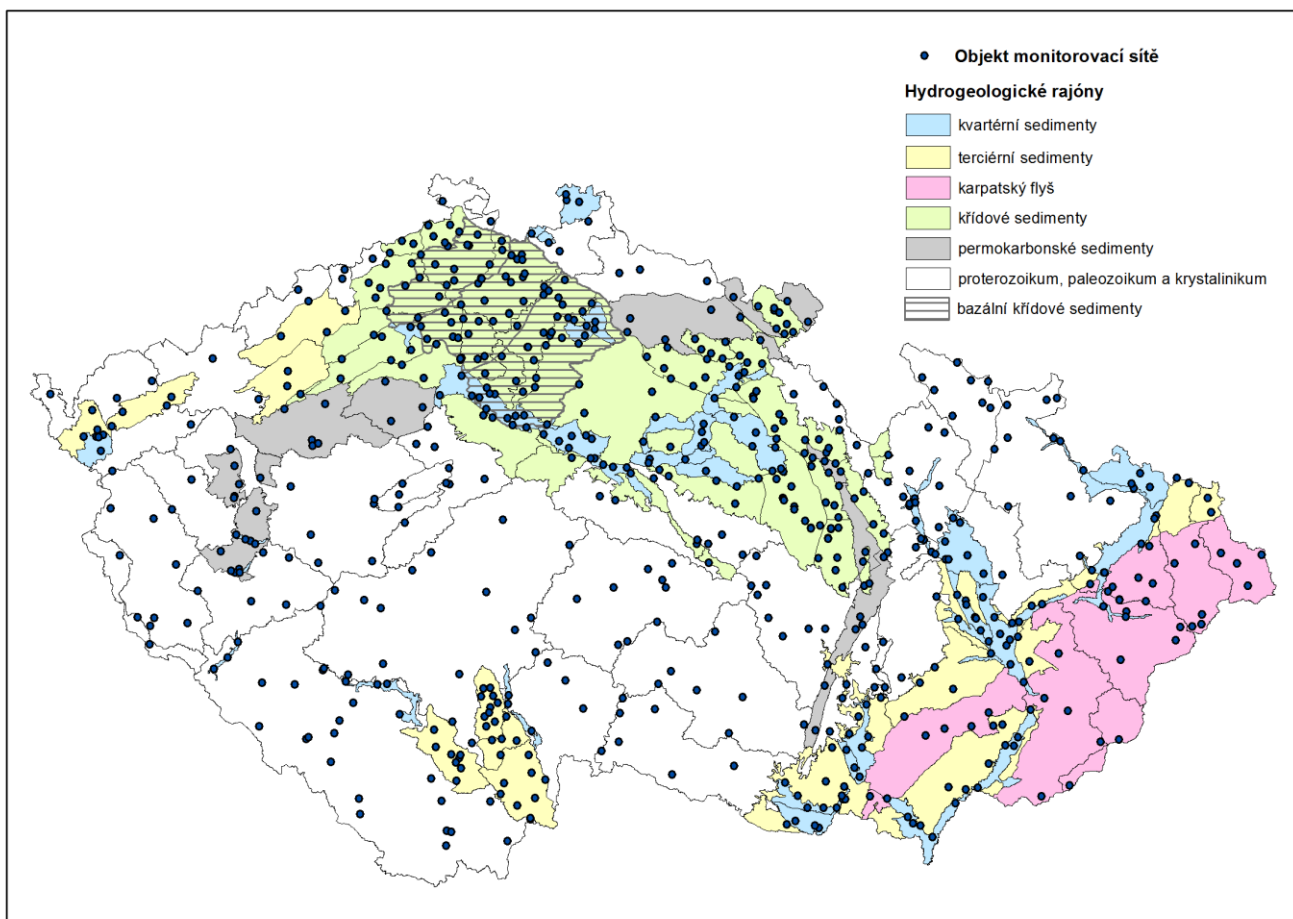 Objekt monitorovací sítě
Hydrogeologické rajóny
kvartérní sedimenty
terciérní sedimenty
karpatský flyš
křídové sedimenty
permokarbonské sedimenty
proterozoikum, paleozoikum a krystalinikum
bazální křídové sedimenty